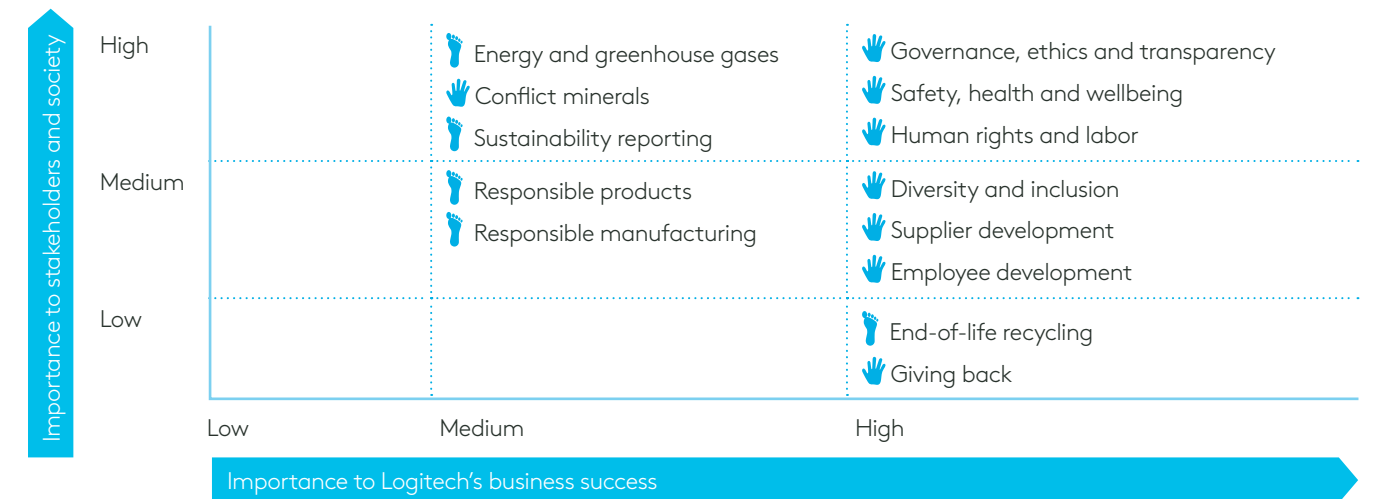 Importance to stakeholders and society
High
Energy and greenhouse gases
Conflict minerals
Sustainability reporting
Governance, ethics and transparency
Safety, health and wellbeing
Human rights and labor
Medium
Responsible products
Responsible manufacturing
Diversity and inclusion
Supplier development
Employee development
Low
End-of-life recycling
Giving back
Low
Medium
High
Importance to Logitech's business success